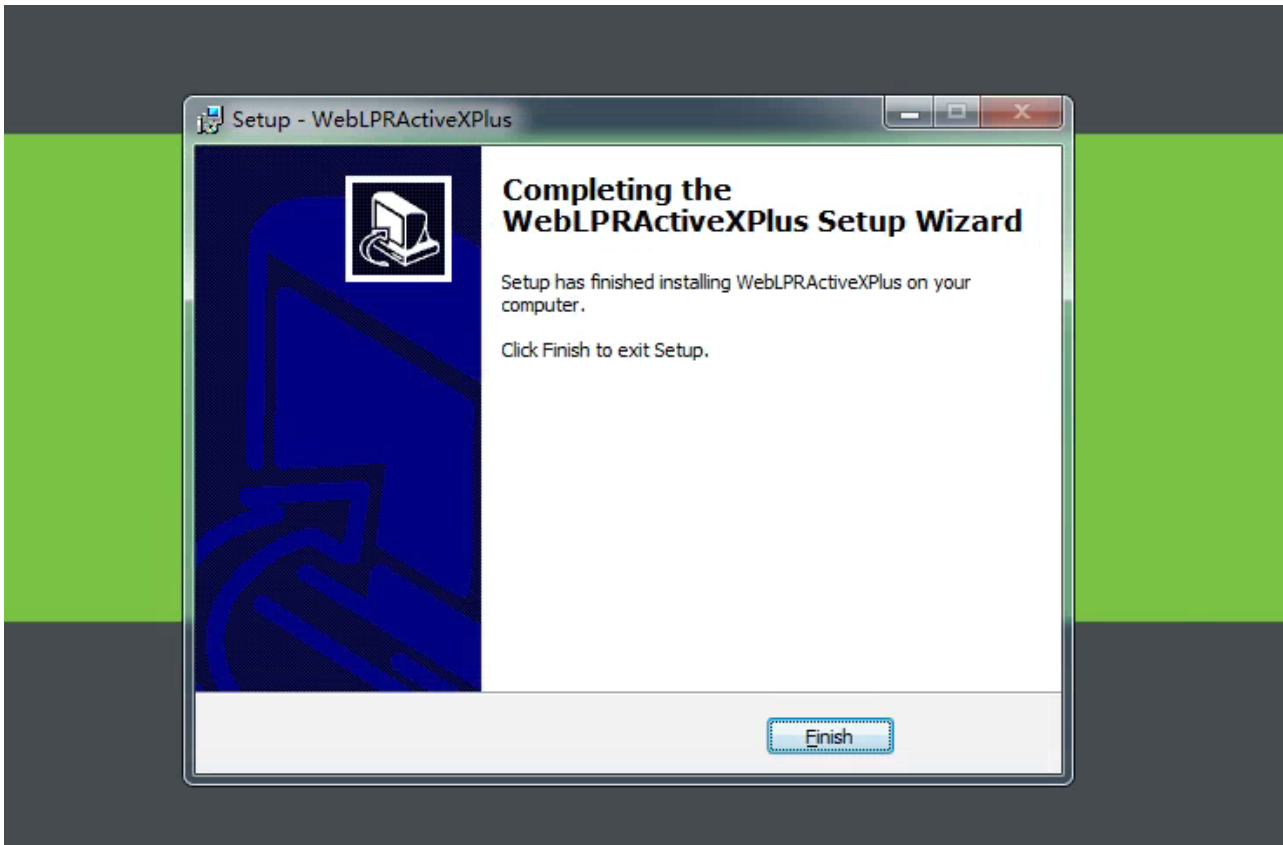 Setup - WebLPRActiveXPlus
Completing the
WebLPRActiveXPlus Setup Wizard
Setup has finished installing WebLPRActiveXPlus on your
computer.
Click Finish to exit Setup.
Finish